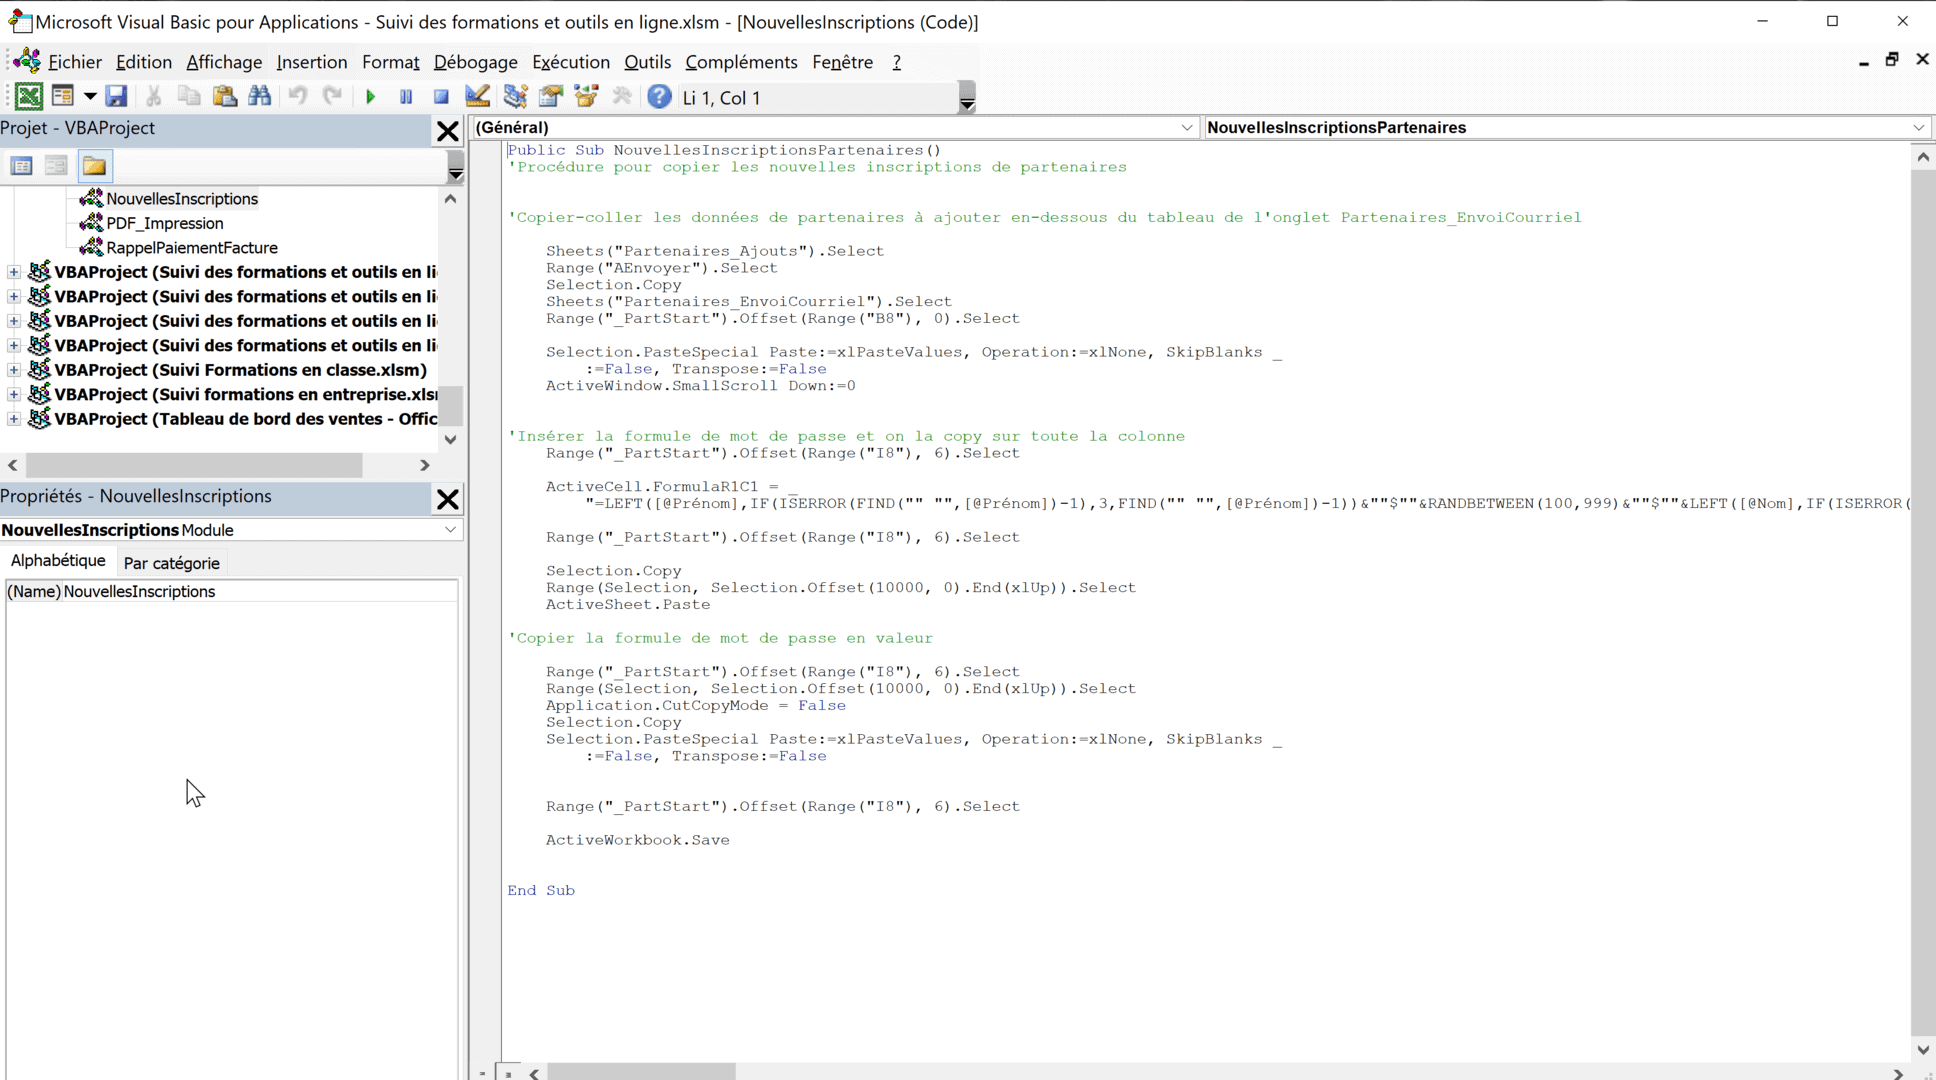 Microsoft Visual Basic pour Applications - Suivi des formations et outils en ligne.xlsm - [NouvellesInscriptions (Code)]
Fichier Edition Affichage Insertion Format Débogage Exécution Outils Compléments Fenêtre ?
Li 1, Col 1
Projet - VBAProject
NouvellesInscriptions
PDF_Impression
RappelPaiementFacture
VBAProject (Suivi des formations et outils en li
VBAProject (Suivi des formations et outils en li
VBAProject (Suivi des formations et outils en li
VBAProject (Suivi des formations et outils en li
VBAProject (Suivi Formations en classe.xlsm)
VBAProject (Suivi formations en entreprise.xlsr
VBAProject (Tableau de bord des ventes - Offic
Propriétés - NouvellesInscriptions
NouvellesInscriptions Module
Alphabétique Par catégorie
(Name) NouvellesInscriptions
(Général) NouvellesInscriptionsPartenaires
Public Sub NouvellesInscriptionsPartenaires()
'Procédure pour copier les nouvelles inscriptions de partenaires
'Copier-coller les données de partenaires à ajouter en-dessous du tableau de l'onglet Partenaires_EnvoiCourriel
Sheets("Partenaires_Ajouts").Select
Range("AEnvoyer").Select
Selection.Copy
Sheets("Partenaires_EnvoiCourriel").Select
Range("_PartStart").Offset(Range("B8"), 0).Select
Selection.PasteSpecial Paste:=xlPasteValues, Operation:=xlNone, SkipBlanks _
:=False, Transpose:=False
ActiveWindow.SmallScroll Down:=0
'Insérer la formule de mot de passe et on la copy sur toute la colonne
Range("_PartStart").Offset(Range("I8"), 6).Select
ActiveCell.FormulaR1C1 = _
"=LEFT([@Prénom],IF(ISERROR(FIND("" "",[@Prénom])-1),3,FIND("" "",[@Prénom])-1))&""$""&RANDBETWEEN(100,999)&""$""&LEFT([@Nom],IF(ISERROR(
Range("_PartStart").Offset(Range("I8"), 6).Select
Selection.Copy
Range(Selection, Selection.Offset(10000, 0).End(xlUp)).Select
ActiveSheet.Paste
'Copier la formule de mot de passe en valeur
Range("_PartStart").Offset(Range("I8"), 6).Select
Range(Selection, Selection.Offset(10000, 0).End(xlUp)).Select
Application.CutCopyMode = False
Selection.Copy
Selection.PasteSpecial Paste:=xlPasteValues, Operation:=xlNone, SkipBlanks _
:=False, Transpose:=False
Range("_PartStart").Offset(Range("I8"), 6).Select
ActiveWorkbook.Save
End Sub